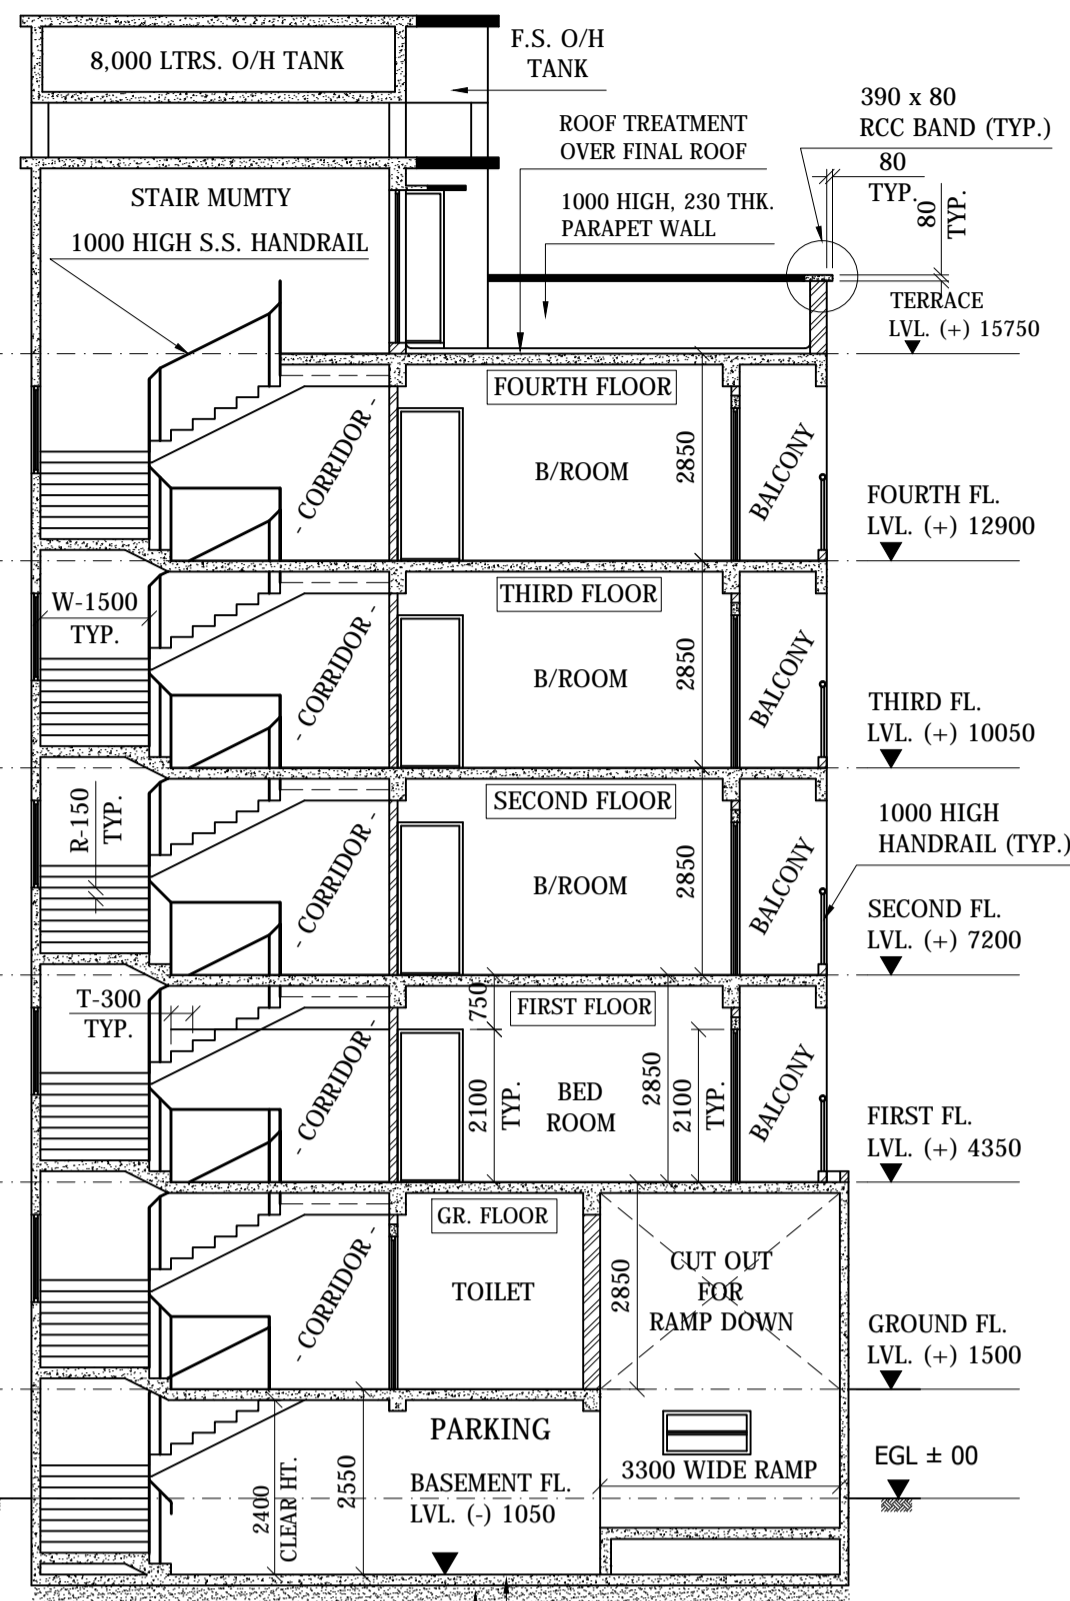 8,000 LTRS. O/H TANK
F.S. O/H
TANK
390 x 80
RCC BAND (TYP.)
ROOF TREATMENT
OVER FINAL ROOF
80
TYP.
80
TYP.
STAIR MUMTY
1000 HIGH S.S. HANDRAIL
1000 HIGH, 230 THK.
PARAPET WALL
TERRACE
LVL. (+) 15750
FOURTH FLOOR
- CORRIDOR -
B/ROOM
2850
BALCONY
FOURTH FL.
LVL. (+) 12900
W-1500
TYP.
THIRD FLOOR
- CORRIDOR -
B/ROOM
2850
BALCONY
THIRD FL.
LVL. (+) 10050
R-150
TYP.
SECOND FLOOR
- CORRIDOR -
B/ROOM
2850
BALCONY
1000 HIGH
HANDRAIL (TYP.)
SECOND FL.
LVL. (+) 7200
T-300
TYP.
750
FIRST FLOOR
- CORRIDOR -
2100
TYP.
BED
ROOM
2850
2100
TYP.
BALCONY
FIRST FL.
LVL. (+) 4350
GR. FLOOR
- CORRIDOR -
TOILET
2850
CUT OUT
FOR
RAMP DOWN
GROUND FL.
LVL. (+) 1500
PARKING
2400
CLEAR HT.
2550
BASEMENT FL.
LVL. (-) 1050
3300 WIDE RAMP
EGL ± 00